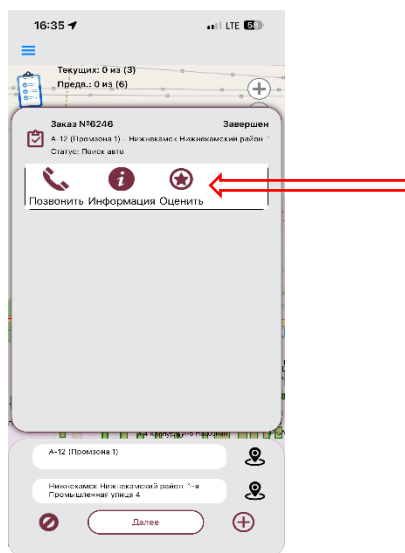 16:35 LTE 53
Текущих: 0 из (3)
Предв.: 0 из (6)
Заказ №6246 Завершен
А-12 (Промзона 1) - Нижнекамск Нижнекамский район
Статус: Поиск авто
Позвонить Информация Оценить
А-12 (Промзона 1)
Нижнекамск Нижнекамский район 1-я
Промышленная улица 4
Далее